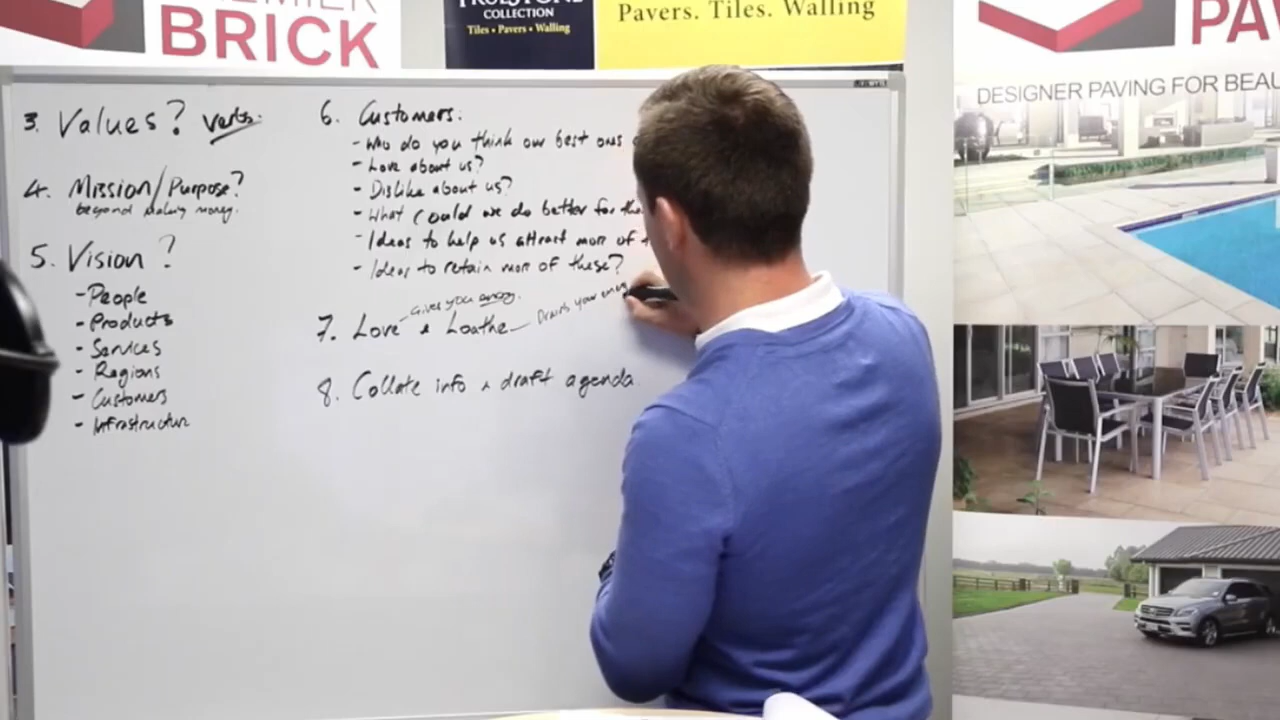 BRICK
TRUESTONE
COLLECTION
Tiles • Pavers • Walling
Pavers. Tiles. Walling
PAV
DESIGNER PAVING FOR BEAU
3. Values? verbs.
4. Mission/Purpose?
beyond making money.
5. Vision?
- People
- Products
- Services
- Regions
- Customers
- Infrastructure
6. Customers.
- Who do you think our best ones
- Love about us?
- Dislike about us?
- What could we do better for
- Ideas to help us attract more of
- Ideas to retain more of these?
7. Love - Gives you energy. & Loathe - Drains your
8. Collate info & draft agenda.